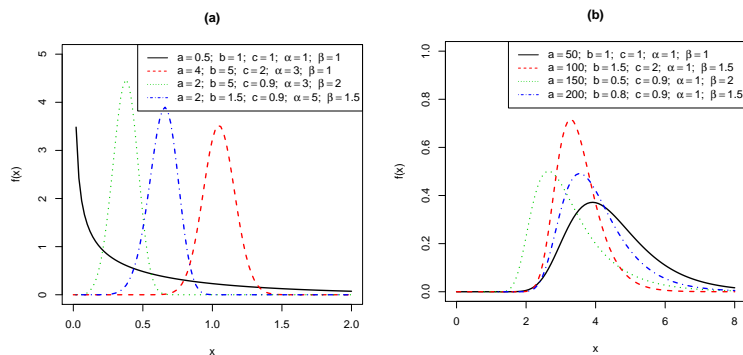 (a)
a = 0.5; b = 1; c = 1; α = 1; β = 1
a = 4; b = 5; c = 2; α = 3; β = 1
a = 2; b = 5; c = 0.9; α = 3; β = 2
a = 2; b = 1.5; c = 0.9; α = 5; β = 1.5
f(x)
5
4
3
2
1
0
0.0 0.5 1.0 1.5 2.0
x
(b)
a = 50; b = 1; c = 1; α = 1; β = 1
a = 100; b = 1.5; c = 2; α = 1; β = 1.5
a = 150; b = 0.5; c = 0.9; α = 1; β = 2
a = 200; b = 0.8; c = 0.9; α = 1; β = 1.5
f(x)
1.0
0.8
0.6
0.4
0.2
0.0
0 2 4 6 8
x